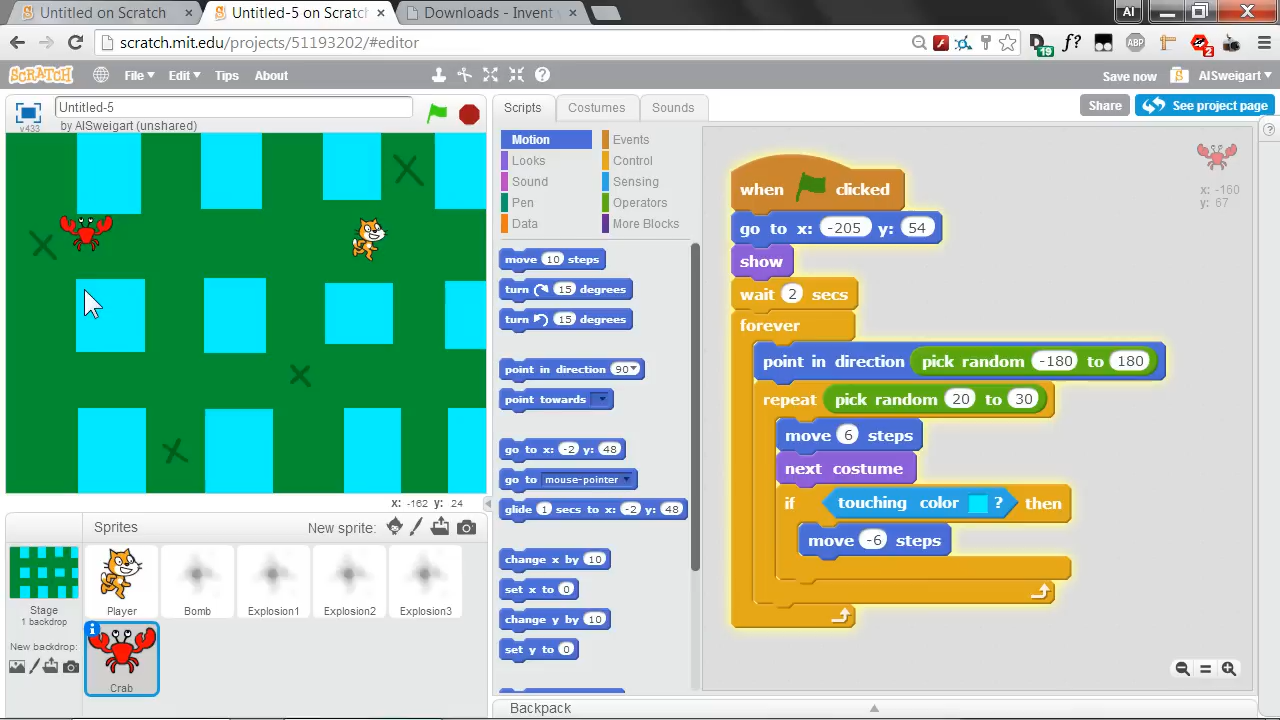 Untitled on Scratch × Untitled-5 on Scratch × Downloads - Invent × AI
scratch.mit.edu/projects/51193202/#editor 19 f? ABP 2
SCRATCH File Edit Tips About Save now AlSweigart
Untitled-5
by AlSweigart (unshared)
v433
Share See project page
Scripts Costumes Sounds
Motion Events
Looks Control
Sound Sensing
Pen Operators
Data More Blocks
move 10 steps
turn 15 degrees
turn 15 degrees
point in direction 90
point towards
go to x: -2 y: 48
go to mouse-pointer
glide 1 secs to x: -2 y: 48
change x by 10
set x to 0
change y by 10
set y to 0
when clicked
go to x: -205 y: 54
show
wait 2 secs
forever
point in direction pick random -180 to 180
repeat pick random 20 to 30
move 6 steps
next costume
if touching color ? then
move -6 steps
x: -160
y: 67
x: -162 y: 24
Sprites New sprite:
Stage
1 backdrop
New backdrop:
Player Bomb Explosion1 Explosion2 Explosion3
Crab
Backpack